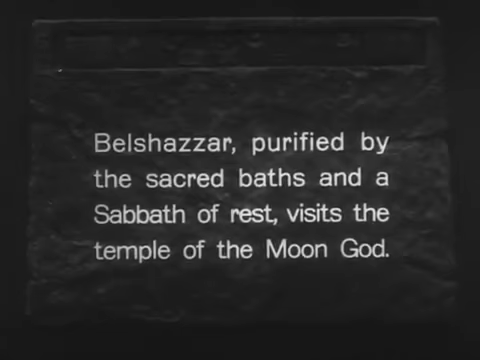 Belshazzar, purified by
the sacred baths and a
Sabbath of rest, visits the
temple of the Moon God.